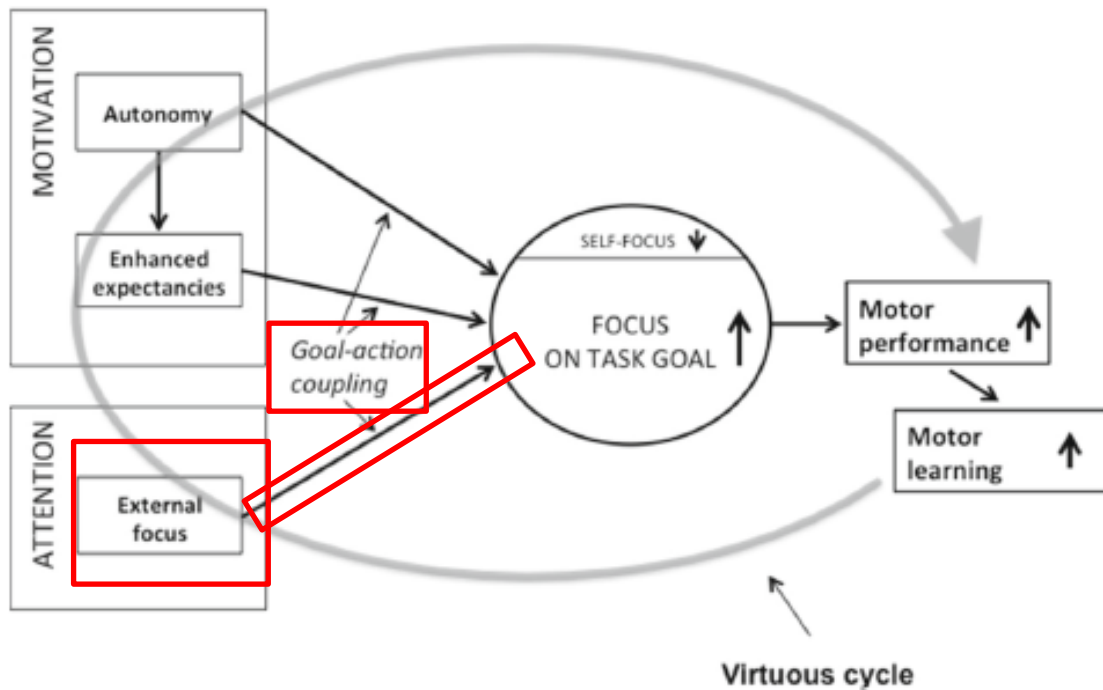 MOTIVATION
Autonomy
Enhanced
expectancies
Goal-action
coupling
ATTENTION
External
focus
SELF-FOCUS
FOCUS
ON TASK GOAL
Motor
performance
Motor
learning
Virtuous cycle